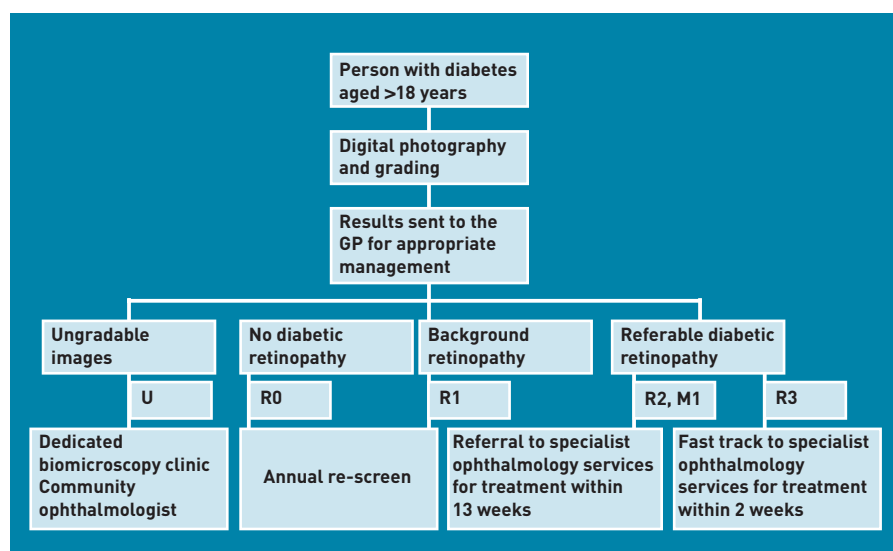 Person with diabetes
aged >18 years
Digital photography
and grading
Results sent to the
GP for appropriate
management
Ungradable
images
No diabetic
retinopathy
Background
retinopathy
Referable diabetic
retinopathy
U
R0
R1
R2, M1
R3
Dedicated
biomicroscopy clinic
Community
ophthalmologist
Annual re-screen
Referral to specialist
ophthalmology services
for treatment within
13 weeks
Fast track to specialist
ophthalmology
services for treatment
within 2 weeks